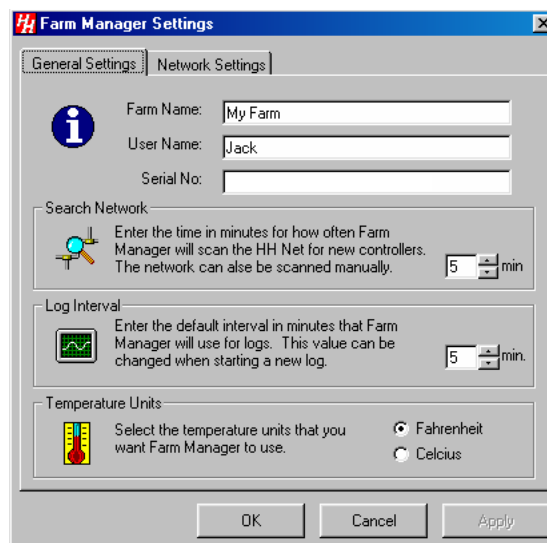 HH Farm Manager Settings
General Settings
Network Settings
Farm Name: My Farm
User Name: Jack
Serial No:
Search Network
Enter the time in minutes for how often Farm
Manager will scan the HH Net for new controllers.
The network can alse be scanned manually.
5 min
Log Interval
Enter the default interval in minutes that Farm
Manager will use for logs. This value can be
changed when starting a new log.
5 min.
Temperature Units
Select the temperature units that you
want Farm Manager to use.
Fahrenheit
Celcius
OK
Cancel
Apply